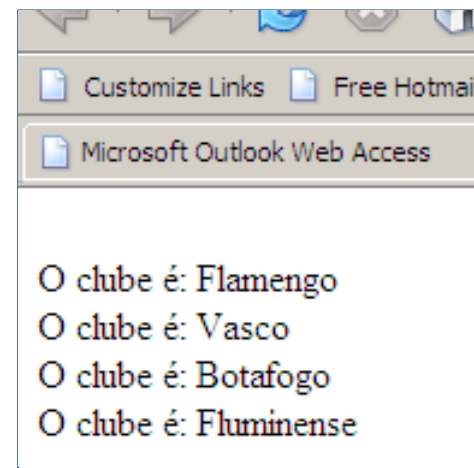 Customize Links Free Hotmai
Microsoft Outlook Web Access
O clube é: Flamengo
O clube é: Vasco
O clube é: Botafogo
O clube é: Fluminense